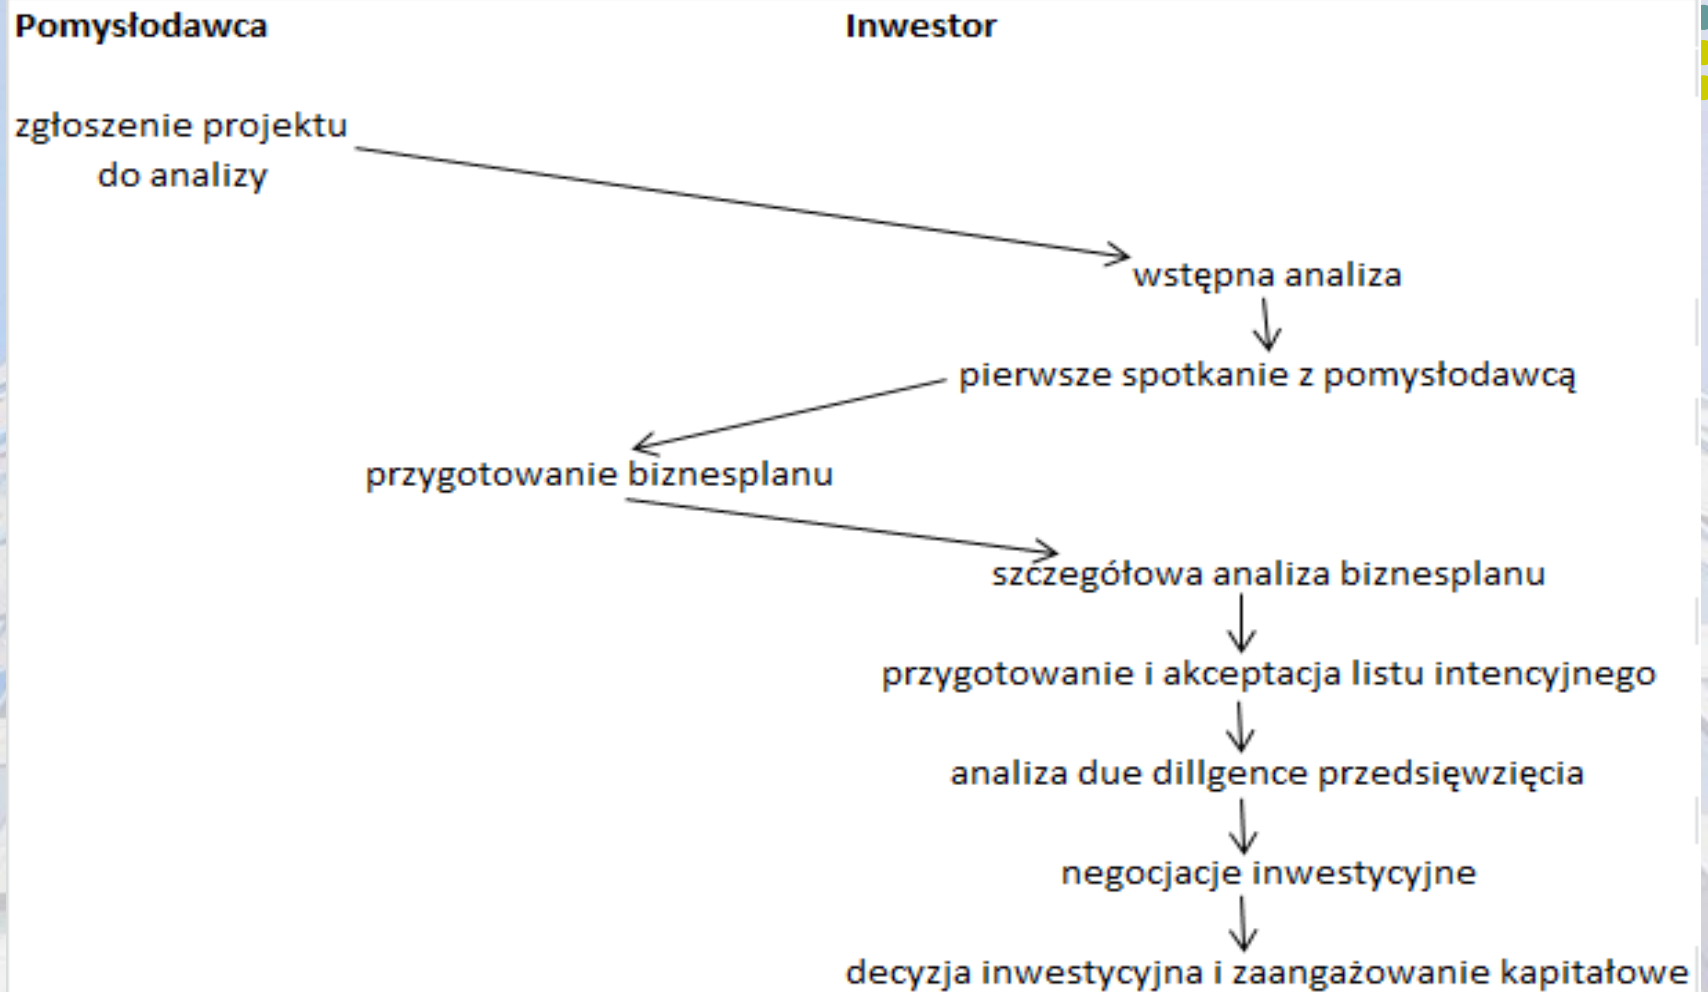 Pomysłodawca
Inwestor
zgłoszenie projektu
do analizy
wstępna analiza
pierwsze spotkanie z pomysłodawcą
przygotowanie biznesplanu
szczegółowa analiza biznesplanu
przygotowanie i akceptacja listu intencyjnego
analiza due dillgence przedsięwzięcia
negocjacje inwestycyjne
decyzja inwestycyjna i zaangażowanie kapitałowe